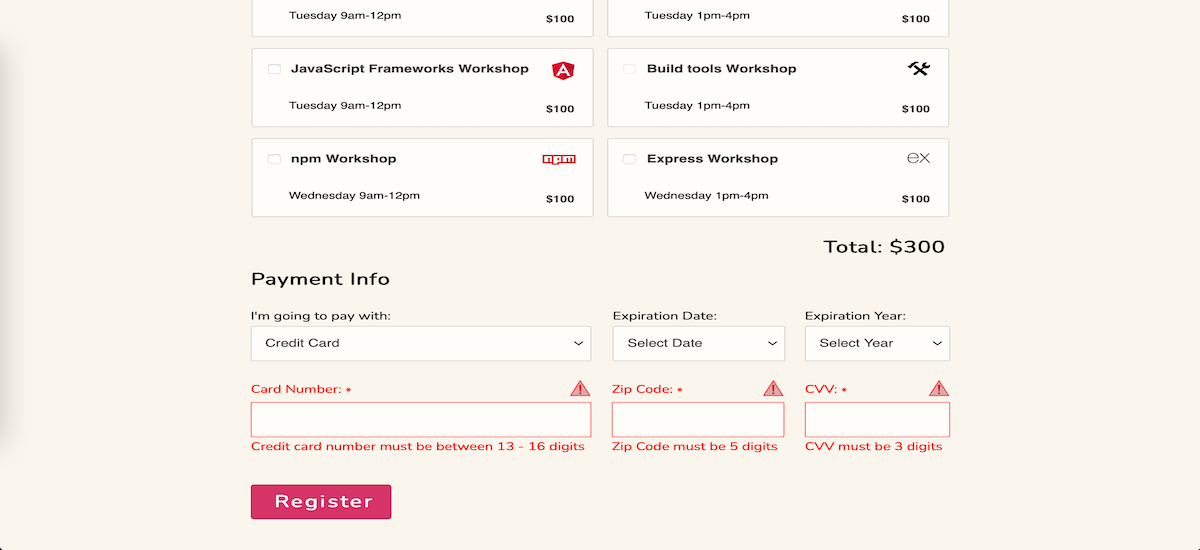 Tuesday 9am-12pm $100 Tuesday 1pm-4pm $100
JavaScript Frameworks Workshop Build tools Workshop
Tuesday 9am-12pm $100 Tuesday 1pm-4pm $100
npm Workshop npm Express Workshop ex
Wednesday 9am-12pm $100 Wednesday 1pm-4pm $100
Total: $300
Payment Info
I'm going to pay with: Expiration Date: Expiration Year:
Credit Card Select Date Select Year
Card Number: * Zip Code: * CVV: *
Credit card number must be between 13 - 16 digits Zip Code must be 5 digits CVV must be 3 digits
Register